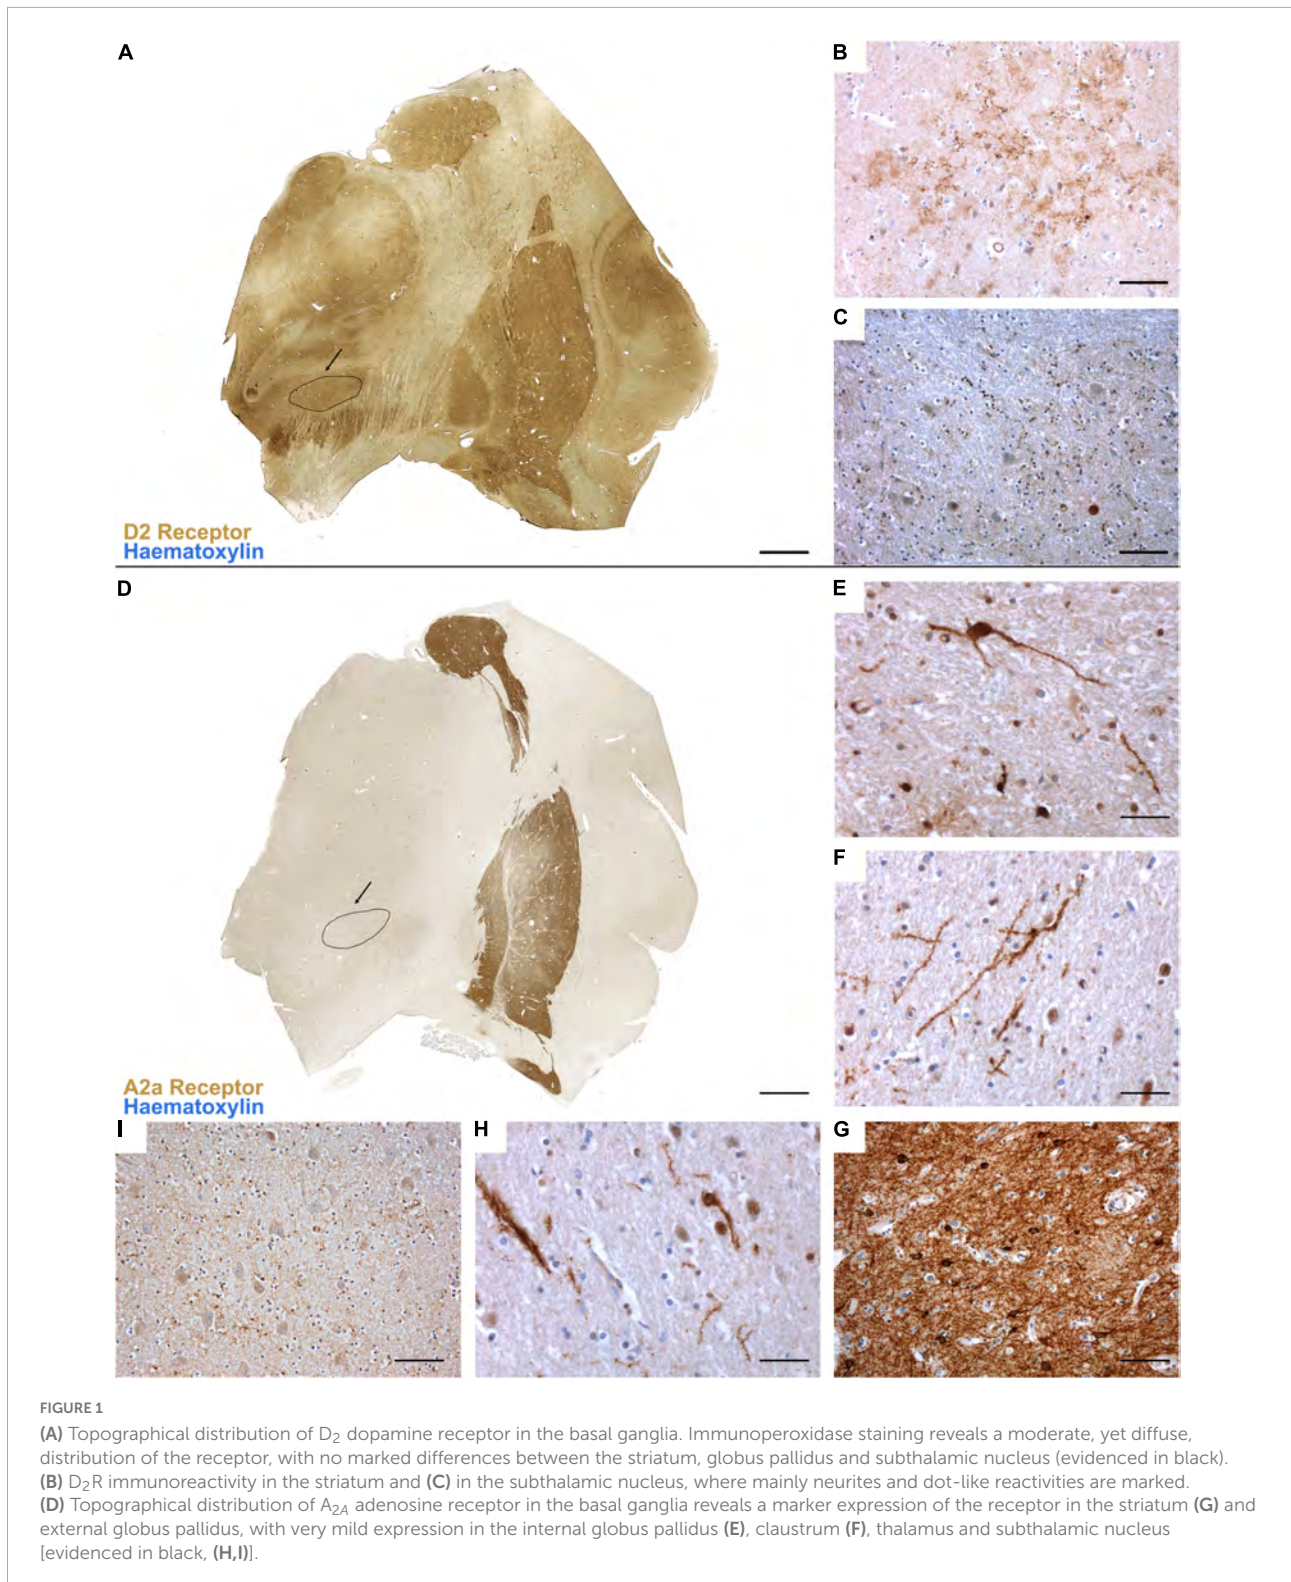 A
B
C
D2 Receptor
Haematoxylin
D
E
F
A2a Receptor
Haematoxylin
I
H
G
FIGURE 1
(A) Topographical distribution of D₂ dopamine receptor in the basal ganglia. Immunoperoxidase staining reveals a moderate, yet diffuse,
distribution of the receptor, with no marked differences between the striatum, globus pallidus and subthalamic nucleus (evidenced in black).
(B) D₂R immunoreactivity in the striatum and (C) in the subthalamic nucleus, where mainly neurites and dot-like reactivities are marked.
(D) Topographical distribution of A₂ₐ adenosine receptor in the basal ganglia reveals a marker expression of the receptor in the striatum (G) and
external globus pallidus, with very mild expression in the internal globus pallidus (E), claustrum (F), thalamus and subthalamic nucleus
[evidenced in black, (H,I)].